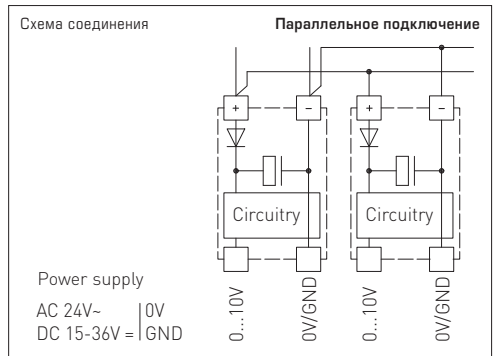 Схема соединения
Параллельное подключение
+ − + −
Circuitry Circuitry
Power supply
AC 24V~ | 0V
DC 15-36V = | GND
0...10V
0V/GND
0...10V
0V/GND